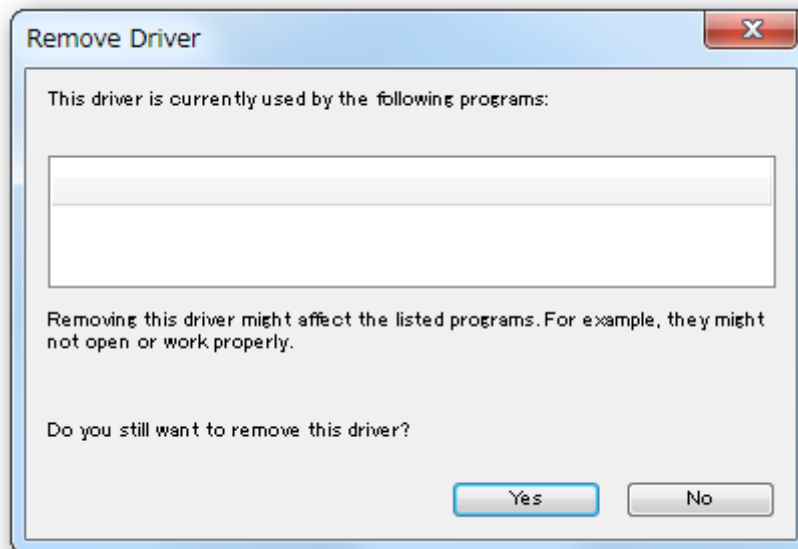 Remove Driver
This driver is currently used by the following programs:
Removing this driver might affect the listed programs. For example, they might
not open or work properly.
Do you still want to remove this driver?
Yes
No